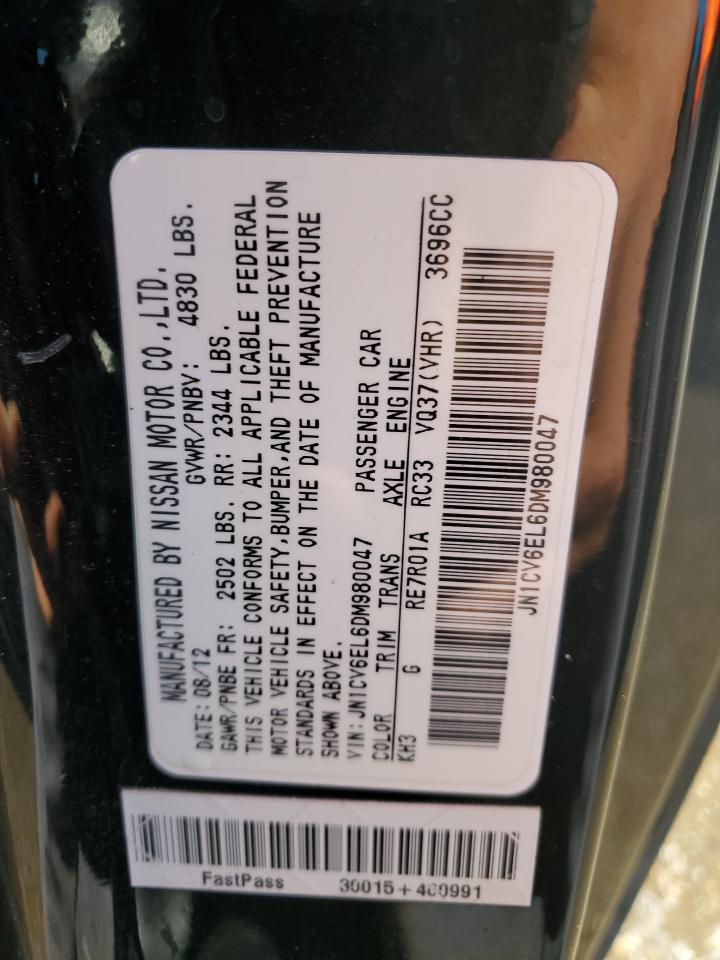 MANUFACTURED BY NISSAN MOTOR CO.,LTD.
DATE: 08/12 GVWR/PNBV: 4830 LBS.
GAWR/PNBE FR: 2502 LBS. RR: 2344 LBS.
THIS VEHICLE CONFORMS TO ALL APPLICABLE FEDERAL
MOTOR VEHICLE SAFETY,BUMPER,AND THEFT PREVENTION
STANDARDS IN EFFECT ON THE DATE OF MANUFACTURE
SHOWN ABOVE.
VIN:JN1CV6EL6DM980047 PASSENGER CAR
COLOR TRIM TRANS AXLE ENGINE
KH3 G RE7R01A RC33 VQ37(VHR) 3696CC
JN1CV6EL6DM980047
FastPass 30015+460991